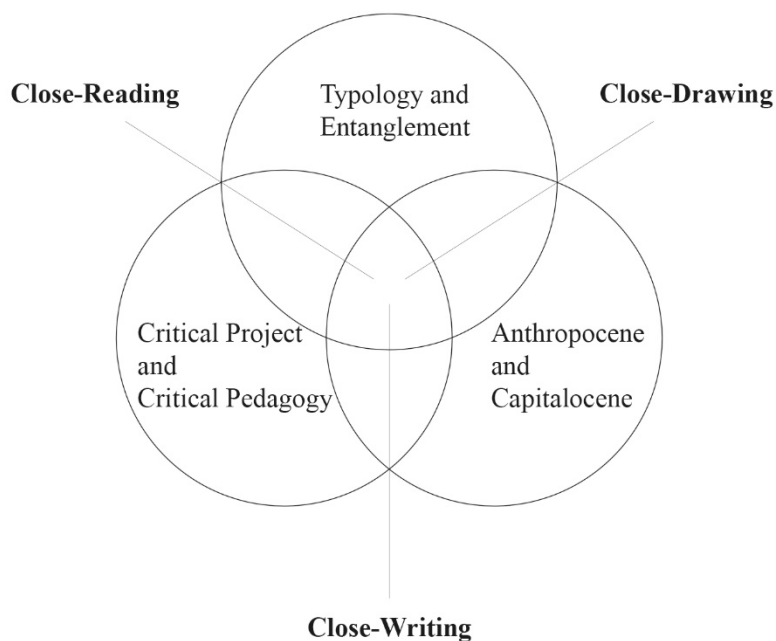 Close-Reading
Typology and
Entanglement
Close-Drawing
Critical Project
and
Critical Pedagogy
Anthropocene
and
Capitalocene
Close-Writing